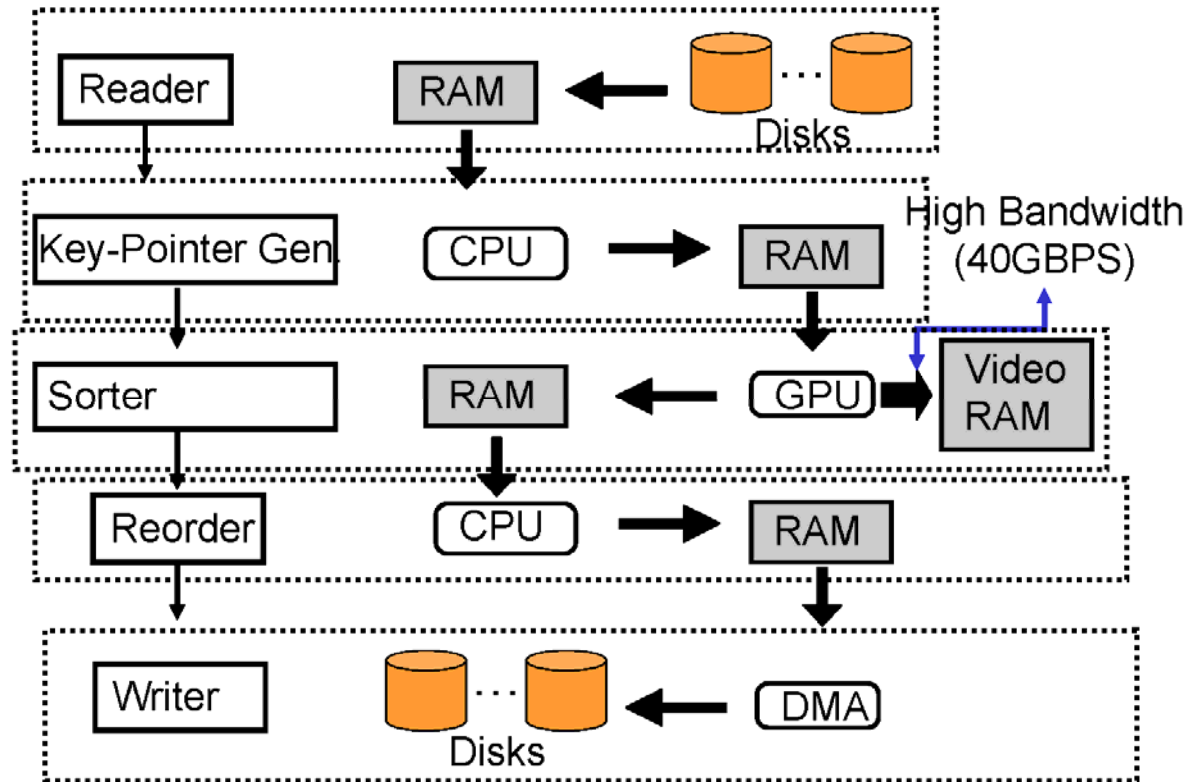 Reader
RAM
...
Disks
Key-Pointer Gen.
CPU
RAM
High Bandwidth
(40GBPS)
Sorter
RAM
GPU
Video
RAM
Reorder
CPU
RAM
Writer
...
Disks
DMA